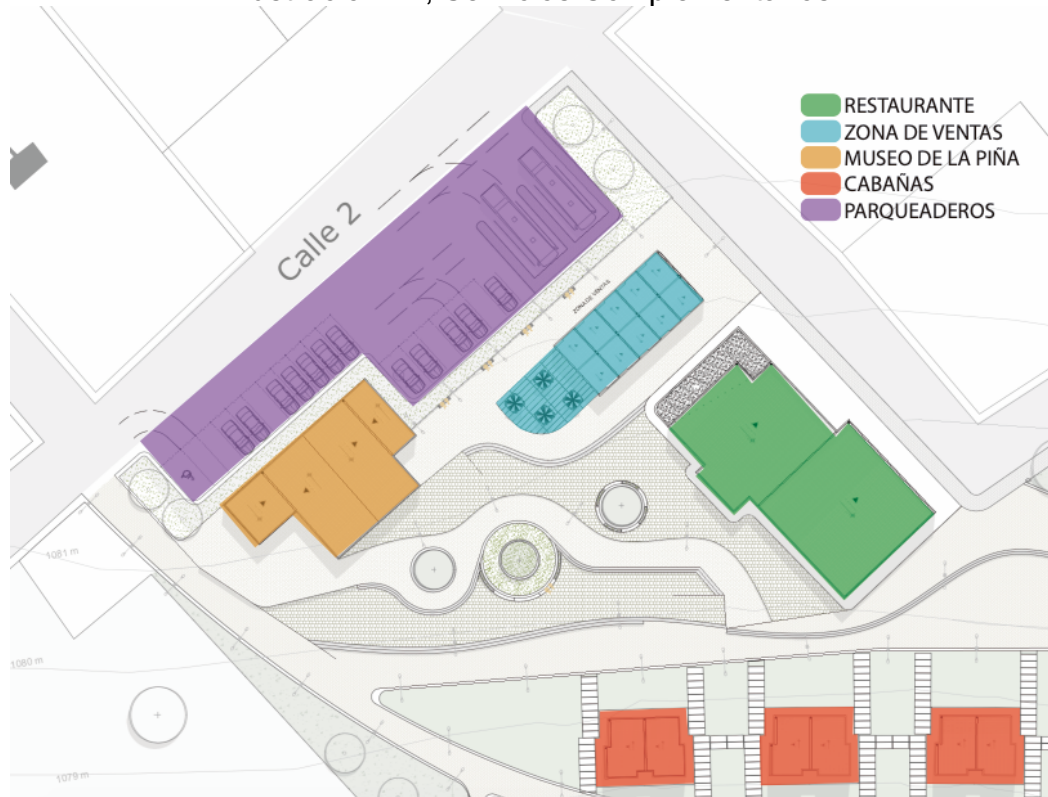 RESTAURANTE
ZONA DE VENTAS
MUSEO DE LA PIÑA
CABAÑAS
PARQUEADEROS
Calle 2
ZONA DE VENTAS
1081 m
1080 m
1079 m